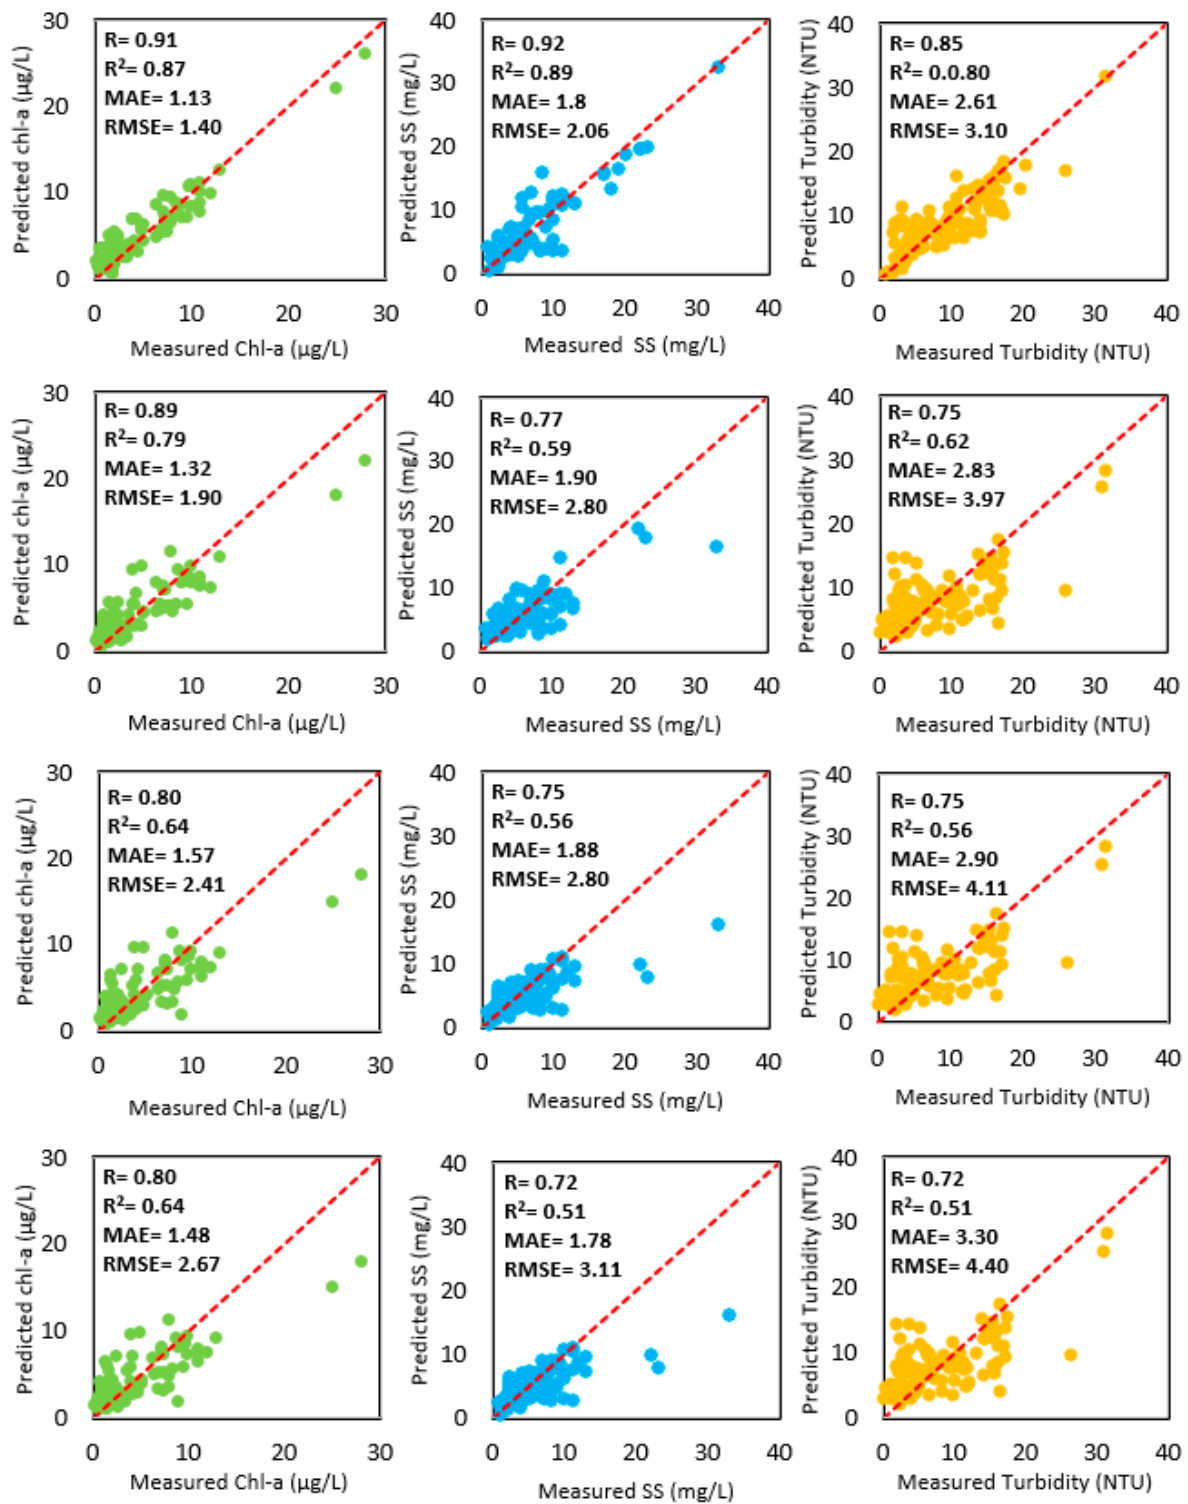 Predicted chl-a (µg/L)
30
20
10
0
R= 0.91
R²= 0.87
MAE= 1.13
RMSE= 1.40
0 10 20 30
Measured Chl-a (µg/L)
Predicted SS (mg/L)
40
30
20
10
0
R= 0.92
R²= 0.89
MAE= 1.8
RMSE= 2.06
0 10 20 30 40
Measured SS (mg/L)
Predicted Turbidity (NTU)
40
30
20
10
0
R= 0.85
R²= 0.0.80
MAE= 2.61
RMSE= 3.10
0 10 20 30 40
Measured Turbidity (NTU)
Predicted chl-a (µg/L)
30
20
10
0
R= 0.89
R²= 0.79
MAE= 1.32
RMSE= 1.90
0 10 20 30
Measured Chl-a (µg/L)
Predicted SS (mg/L)
40
30
20
10
0
R= 0.77
R²= 0.59
MAE= 1.90
RMSE= 2.80
0 10 20 30 40
Measured SS (mg/L)
Predicted Turbidity (NTU)
40
30
20
10
0
R= 0.75
R²= 0.62
MAE= 2.83
RMSE= 3.97
0 10 20 30 40
Measured Turbidity (NTU)
Predicted chl-a (µg/L)
30
20
10
0
R= 0.80
R²= 0.64
MAE= 1.57
RMSE= 2.41
0 10 20 30
Measured Chl-a (µg/L)
Predicted SS (mg/L)
40
30
20
10
0
R= 0.75
R²= 0.56
MAE= 1.88
RMSE= 2.80
0 10 20 30 40
Measured SS (mg/L)
Predicted Turbidity (NTU)
40
30
20
10
0
R= 0.75
R²= 0.56
MAE= 2.90
RMSE= 4.11
0 10 20 30 40
Measured Turbidity (NTU)
Predicted chl-a (µg/L)
30
20
10
0
R= 0.80
R²= 0.64
MAE= 1.48
RMSE= 2.67
0 10 20 30
Measured Chl-a (µg/L)
Predicted SS (mg/L)
40
30
20
10
0
R= 0.72
R²= 0.51
MAE= 1.78
RMSE= 3.11
0 10 20 30 40
Measured SS (mg/L)
Predicted Turbidity (NTU)
40
30
20
10
0
R= 0.72
R²= 0.51
MAE= 3.30
RMSE= 4.40
0 10 20 30 40
Measured Turbidity (NTU)